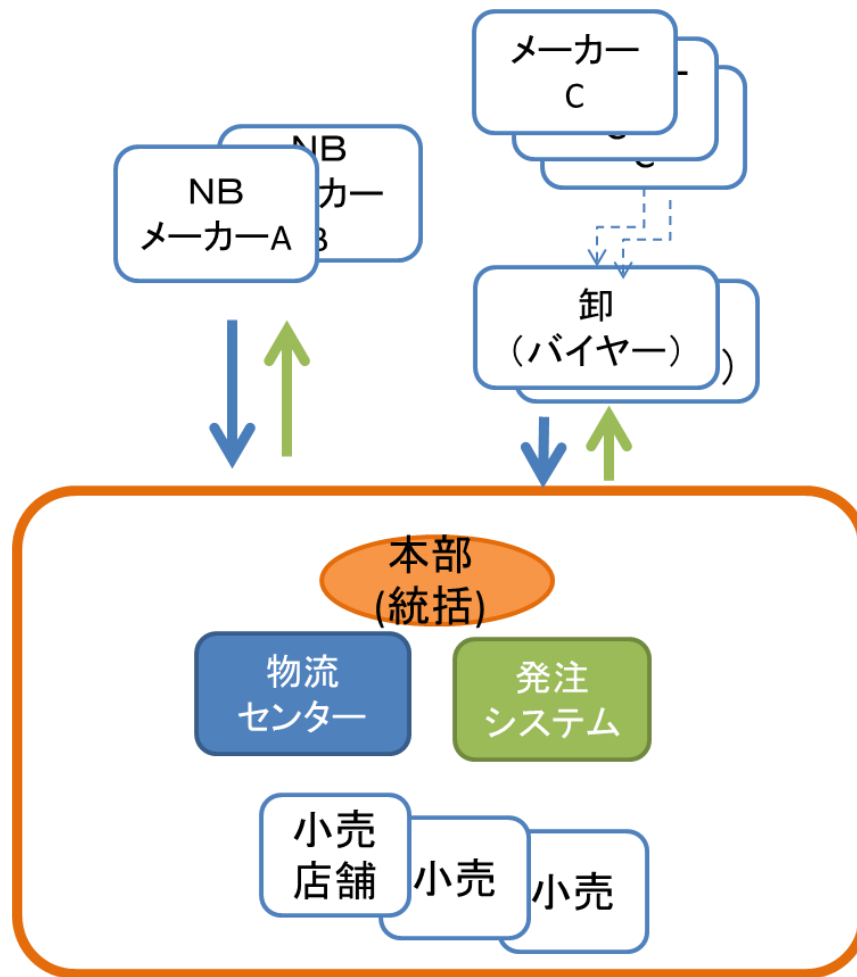 メーカー
C
ー
C
C
NB
メーカーA
NB
カー
B
卸
（バイヤー）
）
本部
(統括)
物流
センター
発注
システム
小売
店舗
小売
小売